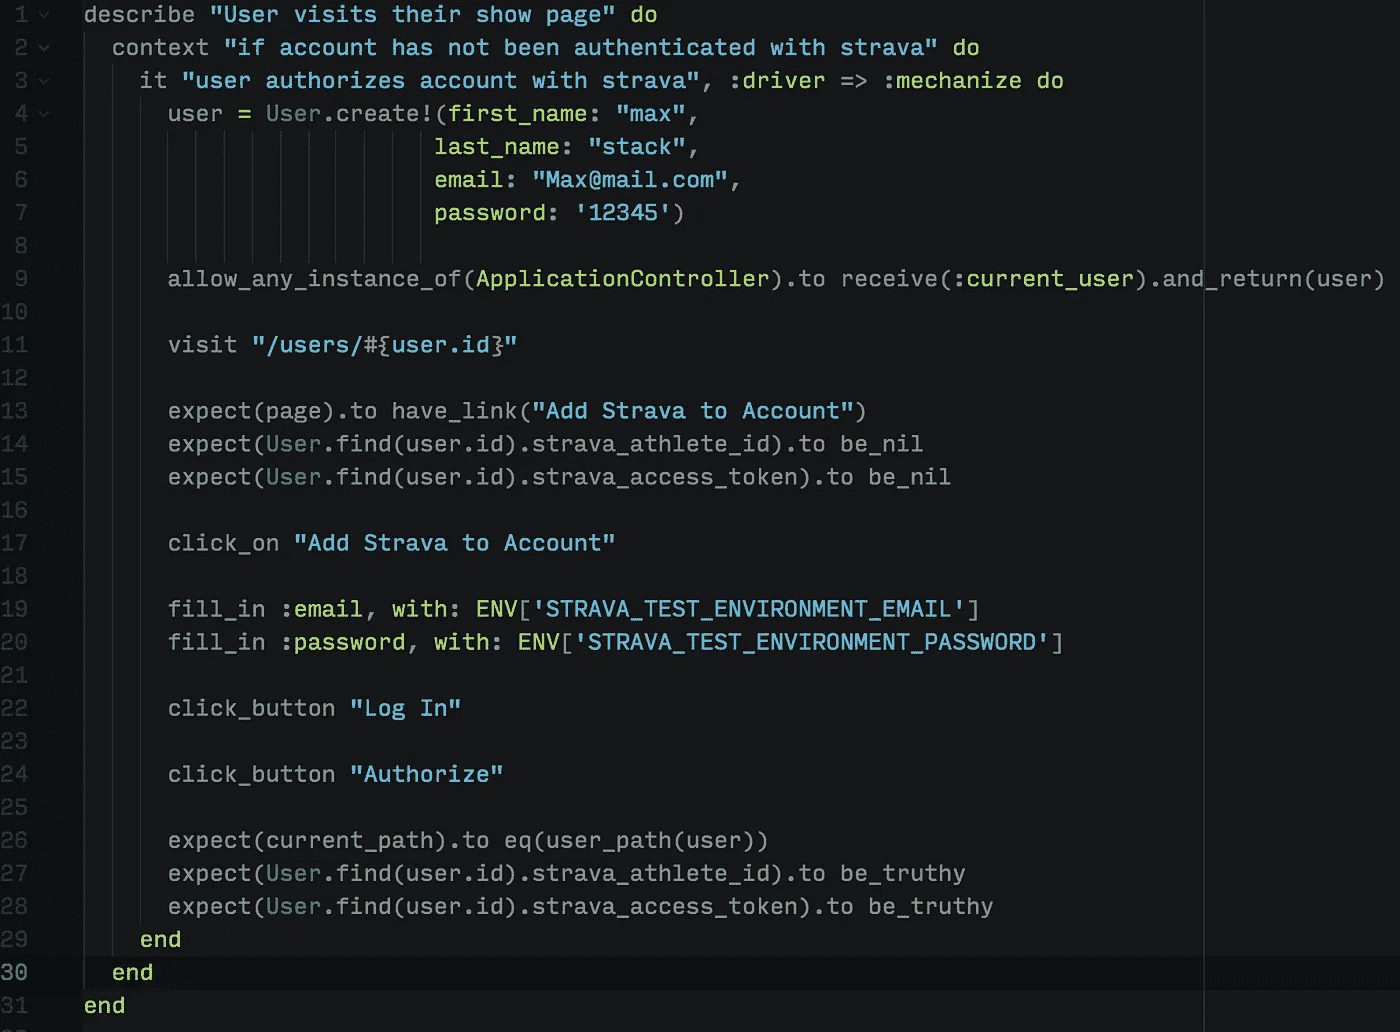 1 describe "User visits their show page" do
2   context "if account has not been authenticated with strava" do
3     it "user authorizes account with strava", :driver => :mechanize do
4       user = User.create!(first_name: "max",
5                          last_name: "stack",
6                          email: "Max@mail.com",
7                          password: '12345')
8
9       allow_any_instance_of(ApplicationController).to receive(:current_user).and_return(user)
10
11       visit "/users/#{user.id}"
12
13       expect(page).to have_link("Add Strava to Account")
14       expect(User.find(user.id).strava_athlete_id).to be_nil
15       expect(User.find(user.id).strava_access_token).to be_nil
16
17       click_on "Add Strava to Account"
18
19       fill_in :email, with: ENV['STRAVA_TEST_ENVIRONMENT_EMAIL']
20       fill_in :password, with: ENV['STRAVA_TEST_ENVIRONMENT_PASSWORD']
21
22       click_button "Log In"
23
24       click_button "Authorize"
25
26       expect(current_path).to eq(user_path(user))
27       expect(User.find(user.id).strava_athlete_id).to be_truthy
28       expect(User.find(user.id).strava_access_token).to be_truthy
29     end
30   end
31 end